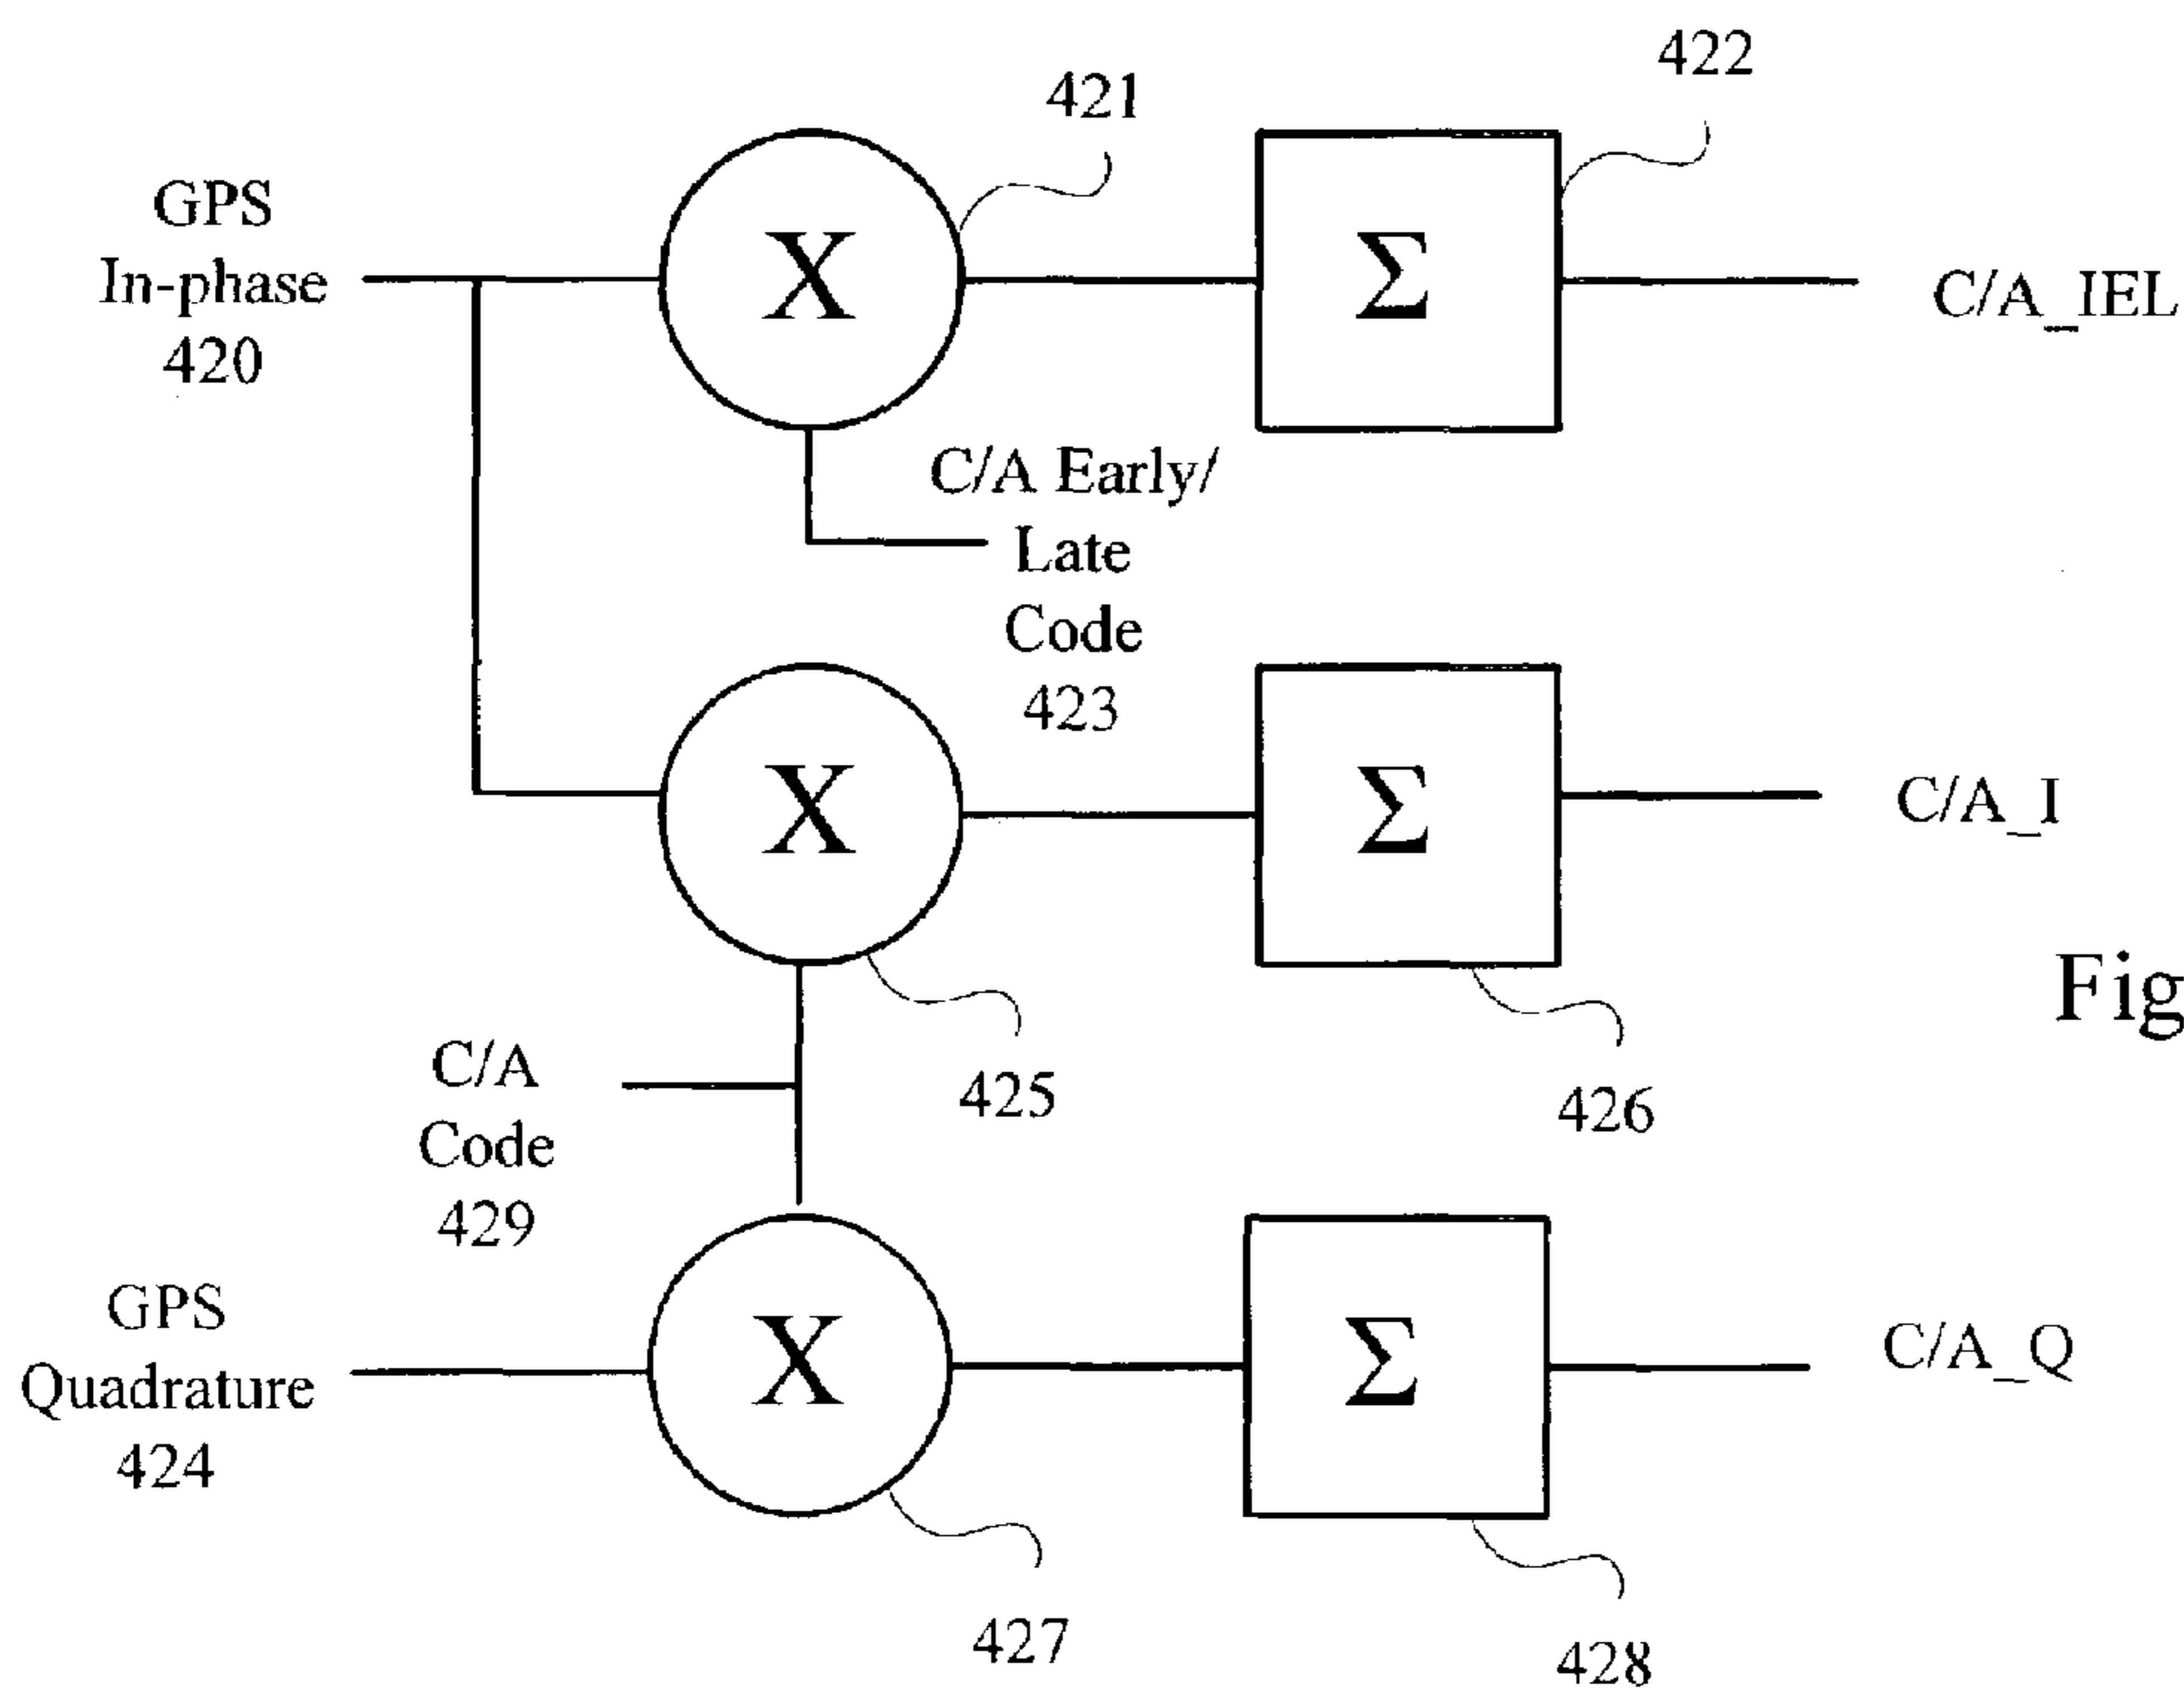 421
422
GPS
In-phase
420
X
Σ
C/A_IEL
C/A Early/
Late
Code
423
X
Σ
C/A_I
Fig
C/A
Code
429
425
426
GPS
Quadrature
424
X
Σ
C/A_Q
427
428